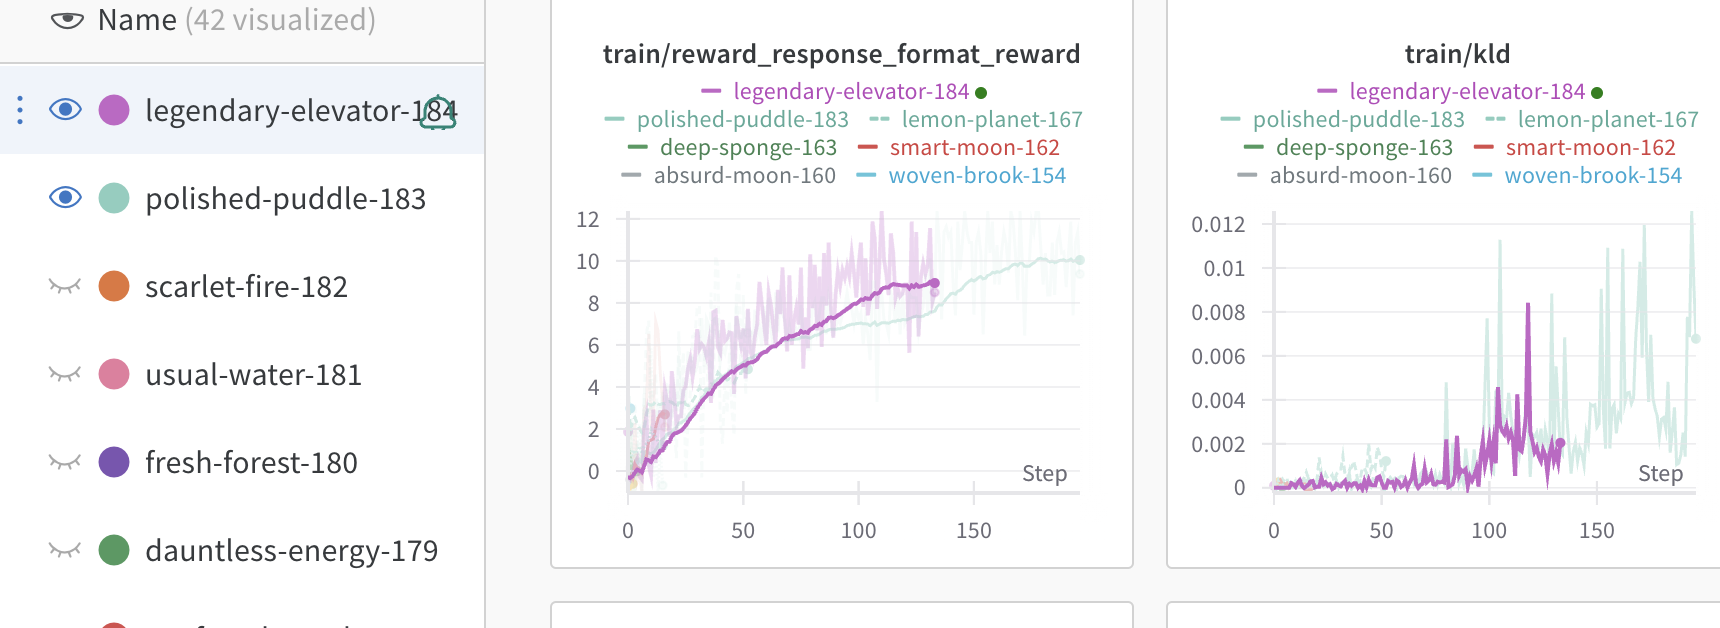 Name (42 visualized)
legendary-elevator-184
polished-puddle-183
scarlet-fire-182
usual-water-181
fresh-forest-180
dauntless-energy-179
train/reward_response_format_reward
legendary-elevator-184
polished-puddle-183 lemon-planet-167
deep-sponge-163 smart-moon-162
absurd-moon-160 woven-brook-154
12
10
8
6
4
2
0
Step
0 50 100 150
train/kld
legendary-elevator-184
polished-puddle-183 lemon-planet-167
deep-sponge-163 smart-moon-162
absurd-moon-160 woven-brook-154
0.012
0.01
0.008
0.006
0.004
0.002
0
Step
0 50 100 150